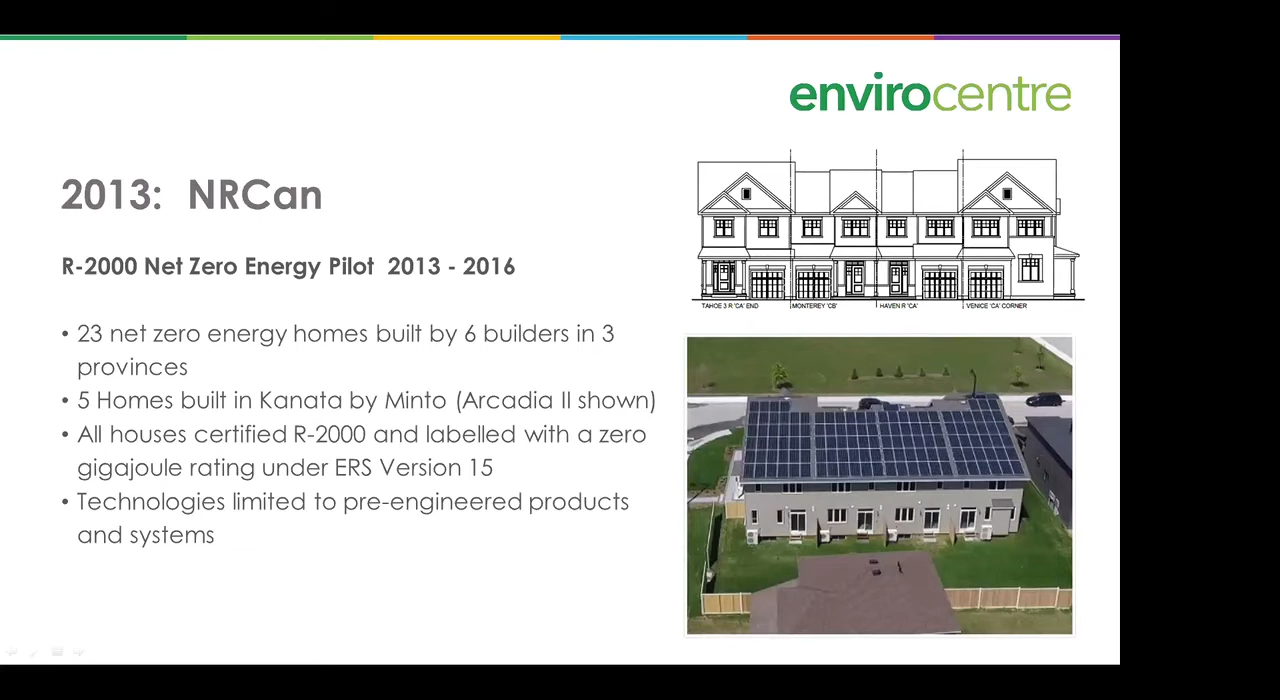 envirocentre
2013: NRCan
R-2000 Net Zero Energy Pilot 2013 - 2016
• 23 net zero energy homes built by 6 builders in 3
provinces
• 5 Homes built in Kanata by Minto (Arcadia II shown)
• All houses certified R-2000 and labelled with a zero
gigajoule rating under ERS Version 15
• Technologies limited to pre-engineered products
and systems
TAHOE 3 R 'CA' END MONTEREY 'CB' HAVEN R 'CA' VENICE 'CA' CORNER